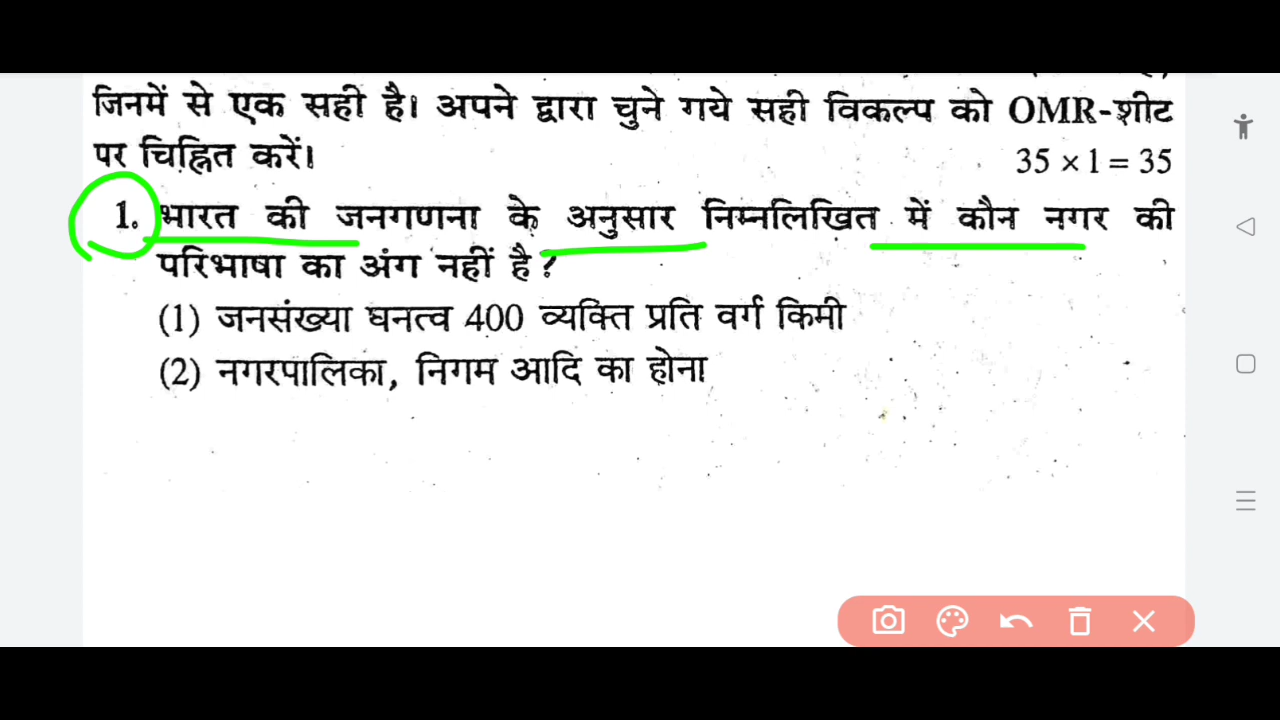 जिनमें से एक सही है। अपने द्वारा चुने गये सही विकल्प को OMR-शीट
पर चिह्नित करें। 35 × 1 = 35
1. भारत की जनगणना के अनुसार निम्नलिखित में कौन नगर की
परिभाषा का अंग नहीं है ?
(1) जनसंख्या घनत्व 400 व्यक्ति प्रति वर्ग किमी
(2) नगरपालिका, निगम आदि का होना